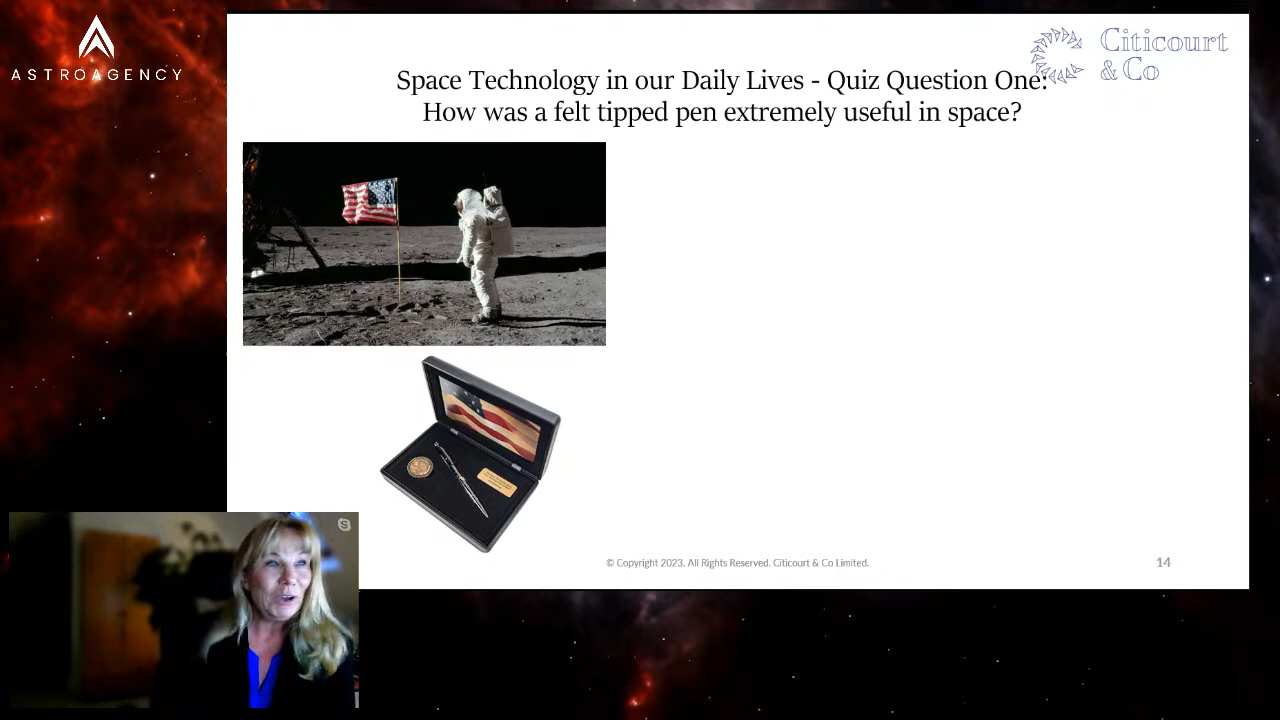 ASTROAGENCY
Citicourt
& Co
Space Technology in our Daily Lives - Quiz Question One:
How was a felt tipped pen extremely useful in space?
© Copyright 2023. All Rights Reserved. Citicourt & Co Limited.
14